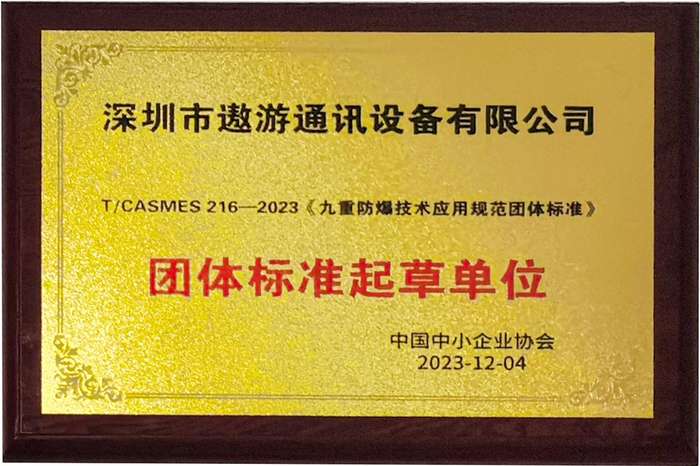 深圳市遨游通讯设备有限公司
T/CASMES 216—2023《九重防爆技术应用规范团体标准》
团体标准起草单位
中国中小企业协会
2023-12-04